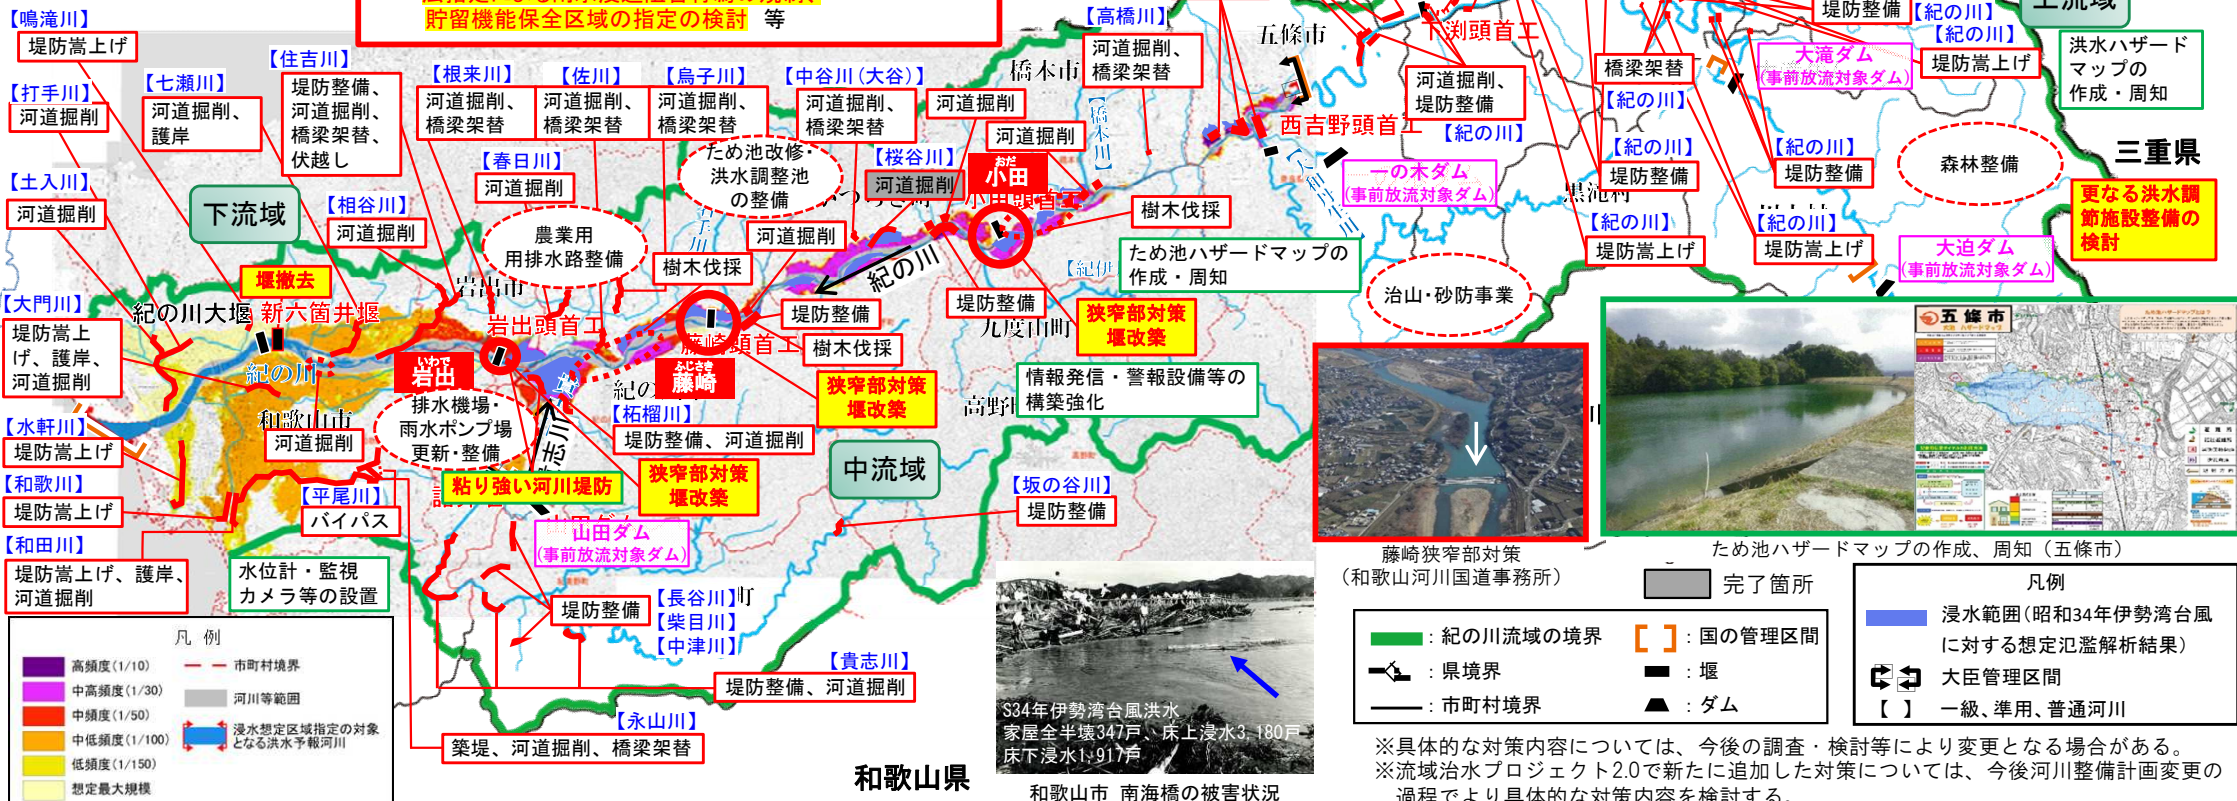 貯留機能保全区域の指定の検討 等
【鳴滝川】
堤防嵩上げ
【打手川】
河道掘削
【土入川】
河道掘削
【七瀬川】
河道掘削、
護岸
【住吉川】
堤防整備、
河道掘削、
橋梁架替、
伏越し
【根来川】
河道掘削、
橋梁架替
【佐川】
河道掘削、
橋梁架替
【烏子川】
河道掘削、
橋梁架替
【中谷川(大谷)】
河道掘削、
橋梁架替
河道掘削
河道掘削
【高橋川】
河道掘削、
橋梁架替
橋本市
【橋本川】
五條市
下渕頭首工
河道掘削、
堤防整備
【紀の川】
西吉野頭首工
堤防整備
【紀の川】
【紀の川】
堤防嵩上げ
上流域
洪水ハザード
マップの
作成・周知
大滝ダム
(事前放流対象ダム)
橋梁架替
【紀の川】
【紀の川】
堤防整備
【紀の川】
堤防整備
森林整備
三重県
一の木ダム
(事前放流対象ダム)
黒滝村
【紀の川】
堤防嵩上げ
【紀の川】
堤防嵩上げ
更なる洪水調
節施設整備の
検討
大迫ダム
(事前放流対象ダム)
治山・砂防事業
下流域
【相谷川】
河道掘削
【春日川】
河道掘削
農業用
用排水路整備
ため池改修・
洪水調整池
の整備
【桜谷川】
河道掘削
おだ
小田
小田頭首工
樹木伐採
河道掘削
樹木伐採
紀の川
ため池ハザードマップの
作成・周知
堤防整備
堤防整備
狭窄部対策
堰改築
九度山町
樹木伐採
堰撤去
紀の川大堰
新六箇井堰
岩出市
岩出頭首工
藤崎頭首工
いわで
岩出
ふじさき
藤崎
狭窄部対策
堰改築
情報発信・警報設備等の
構築強化
【大門川】
堤防嵩上
げ、護岸、
河道掘削
紀の川
和歌山市
河道掘削
排水機場・
雨水ポンプ場
更新・整備
【柘榴川】
堤防整備、河道掘削
狭窄部対策
堰改築
粘り強い河川堤防
中流域
【水軒川】
堤防嵩上げ
【和歌川】
堤防嵩上げ
【和田川】
堤防嵩上げ、護岸、
河道掘削
【平尾川】
バイパス
水位計・監視
カメラ等の設置
山田ダム
(事前放流対象ダム)
【坂の谷川】
堤防整備
堤防整備
【長谷川】
【柴目川】
【中津川】
【貴志川】
堤防整備、河道掘削
【永山川】
築堤、河道掘削、橋梁架替
和歌山県
凡 例
高頻度(1/10)
中高頻度(1/30)
中頻度(1/50)
中低頻度(1/100)
低頻度(1/150)
想定最大規模
市町村境界
河川等範囲
浸水想定区域指定の対象
となる洪水予報河川
S34年伊勢湾台風洪水
家屋全半壊347戸、床上浸水3,180戸
床下浸水1,917戸
和歌山市 南海橋の被害状況
藤崎狭窄部対策
(和歌山河川国道事務所)
五條市
ため池ハザードマップの作成、周知(五條市)
完了箇所
:紀の川流域の境界
:県境界
:市町村境界
:国の管理区間
:堰
:ダム
凡例
浸水範囲(昭和34年伊勢湾台風
に対する想定氾濫解析結果)
大臣管理区間
【 】 一級、準用、普通河川
※具体的な対策内容については、今後の調査・検討等により変更となる場合がある。
※流域治水プロジェクト2.0で新たに追加した対策については、今後河川整備計画変更の
過程でより具体的な対策内容を検討する。